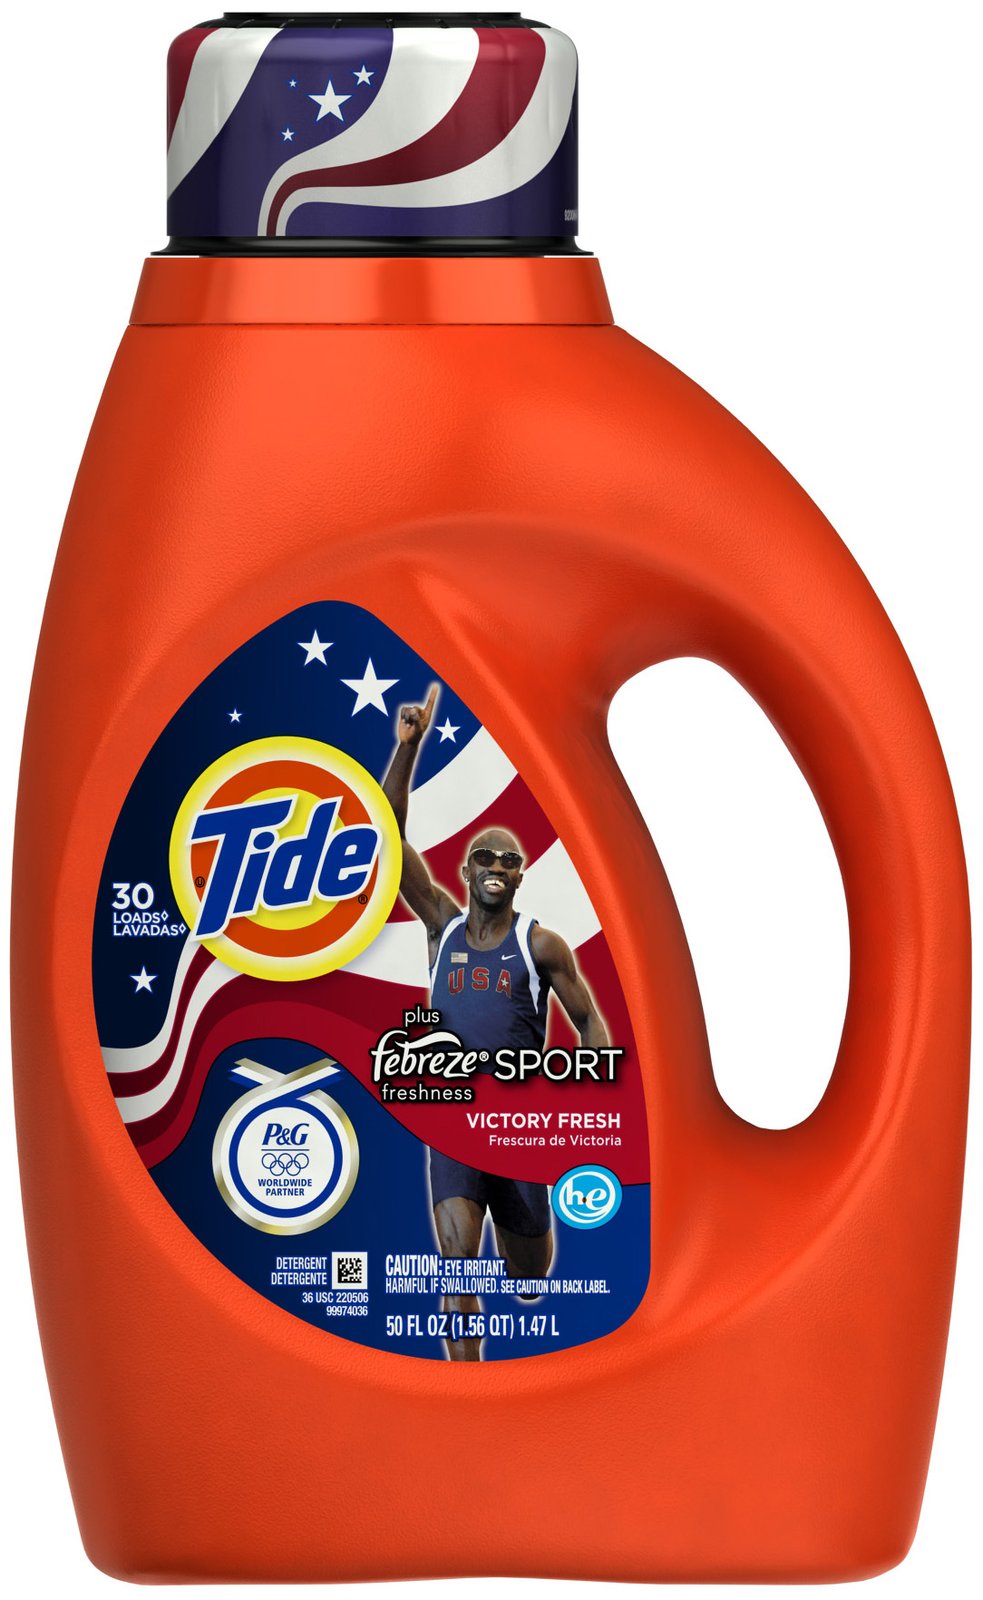 Tide
30
LOADS◊
LAVADAS◊
USA
plus
febreze® SPORT
freshness
VICTORY FRESH
Frescura de Victoria
P&G
WORLDWIDE
PARTNER
he
DETERGENT
DETERGENTE
36 USC 220506
99974036
CAUTION: EYE IRRITANT.
HARMFUL IF SWALLOWED. SEE CAUTION ON BACK LABEL.
50 FL OZ (1.56 QT) 1.47 L